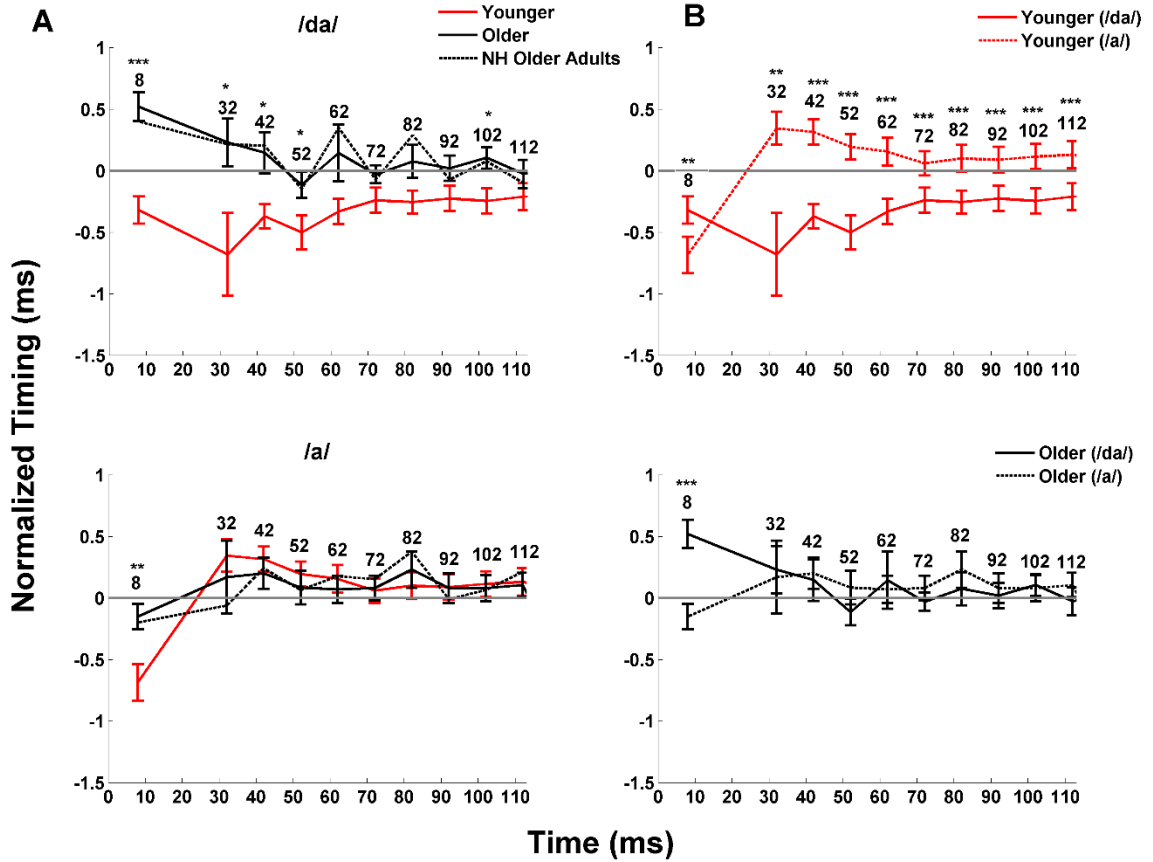 A
/da/
Younger
Older
NH Older Adults
*** * * * *
8 32 42 52 62 72 82 92 102 112
1
0.5
0
-0.5
-1
-1.5
0 10 20 30 40 50 60 70 80 90 100 110
B
Younger (/da/)
Younger (/a/)
** ** *** *** *** *** *** *** *** ***
8 32 42 52 62 72 82 92 102 112
1
0.5
0
-0.5
-1
-1.5
0 10 20 30 40 50 60 70 80 90 100 110
Normalized Timing (ms)
/a/
**
8 32 42 52 62 72 82 92 102 112
1
0.5
0
-0.5
-1
-1.5
0 10 20 30 40 50 60 70 80 90 100 110
Older (/da/)
Older (/a/)
***
8 32 42 52 62 72 82 92 102 112
1
0.5
0
-0.5
-1
-1.5
0 10 20 30 40 50 60 70 80 90 100 110
Time (ms)